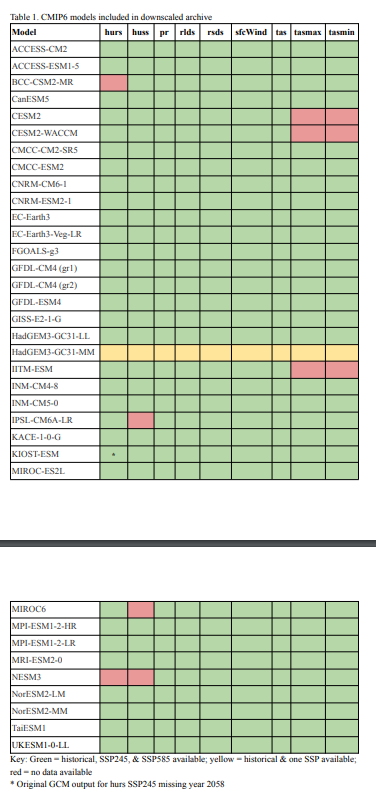 Table 1. CMIP6 models included in downscaled archive
Model hurs huss pr rlds rsds sfcWind tas tasmax tasmin
ACCESS-CM2
ACCESS-ESM1-5
BCC-CSM2-MR
CanESM5
CESM2
CESM2-WACCM
CMCC-CM2-SR5
CMCC-ESM2
CNRM-CM6-1
CNRM-ESM2-1
EC-Earth3
EC-Earth3-Veg-LR
FGOALS-g3
GFDL-CM4 (gr1)
GFDL-CM4 (gr2)
GFDL-ESM4
GISS-E2-1-G
HadGEM3-GC31-LL
HadGEM3-GC31-MM
IITM-ESM
INM-CM4-8
INM-CM5-0
IPSL-CM6A-LR
KACE-1-0-G
KIOST-ESM *
MIROC-ES2L
MIROC6
MPI-ESM1-2-HR
MPI-ESM1-2-LR
MRI-ESM2-0
NESM3
NorESM2-LM
NorESM2-MM
TaiESM1
UKESM1-0-LL
Key: Green = historical, SSP245, & SSP585 available; yellow = historical & one SSP available;
red = no data available
* Original GCM output for hurs SSP245 missing year 2058